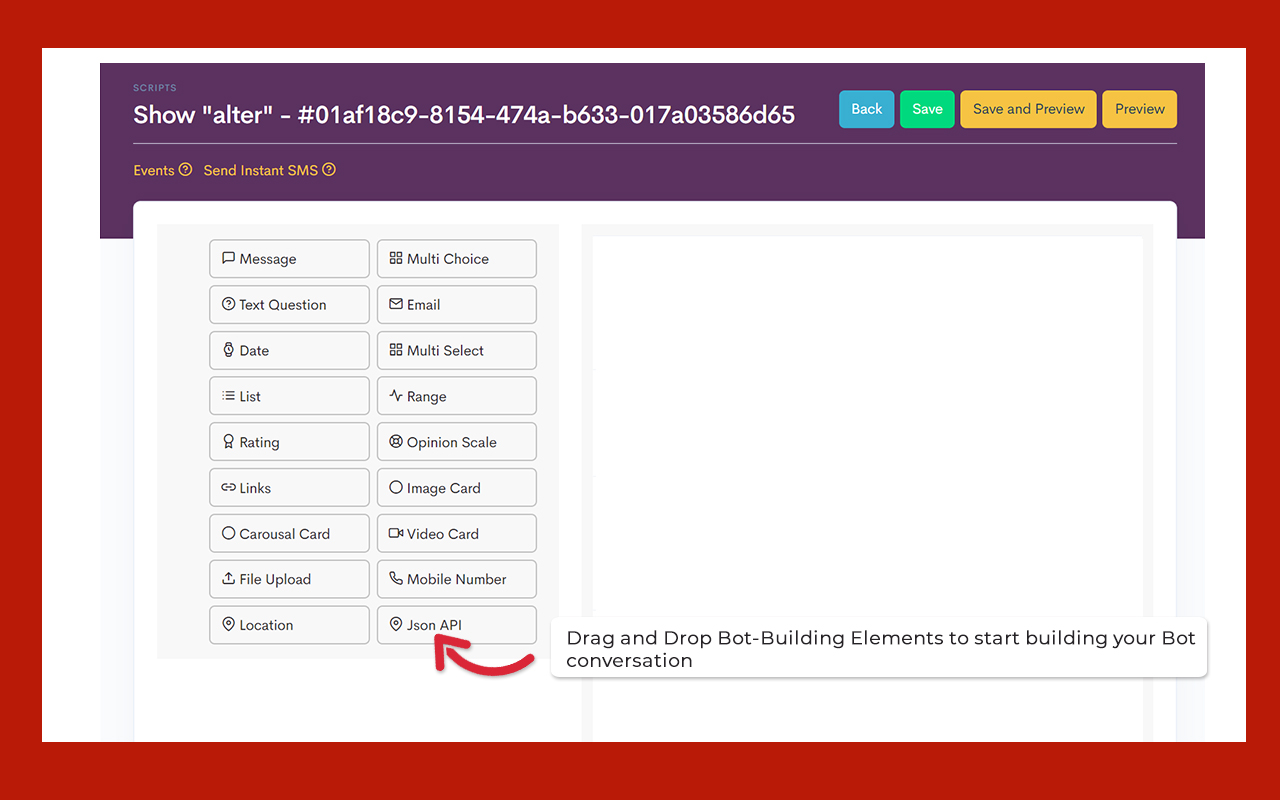 SCRIPTS
Show "alter" - #01af18c9-8154-474a-b633-017a03586d65
Back
Save
Save and Preview
Preview
Events
Send Instant SMS
Message
Multi Choice
Text Question
Email
Date
Multi Select
List
Range
Rating
Opinion Scale
Links
Image Card
Carousal Card
Video Card
File Upload
Mobile Number
Location
Json API
Drag and Drop Bot-Building Elements to start building your Bot
conversation